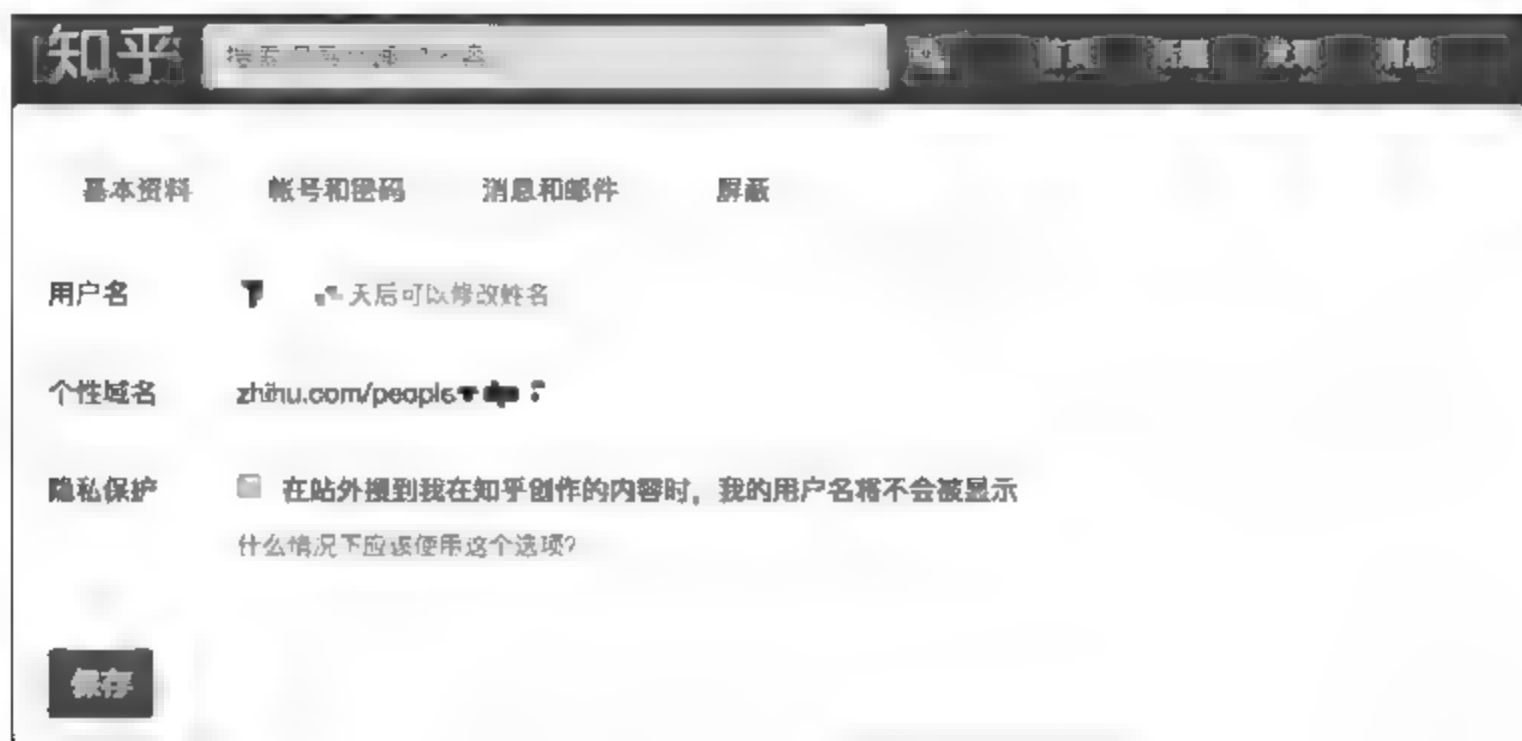 知乎
基本资料 帐号和密码 消息和邮件 屏蔽
用户名 天后可以修改姓名
个性域名 zhihu.com/people
隐私保护 在站外搜到我在知乎创作的内容时，我的用户名将不会被显示
什么情况下应该使用这个选项?
保存